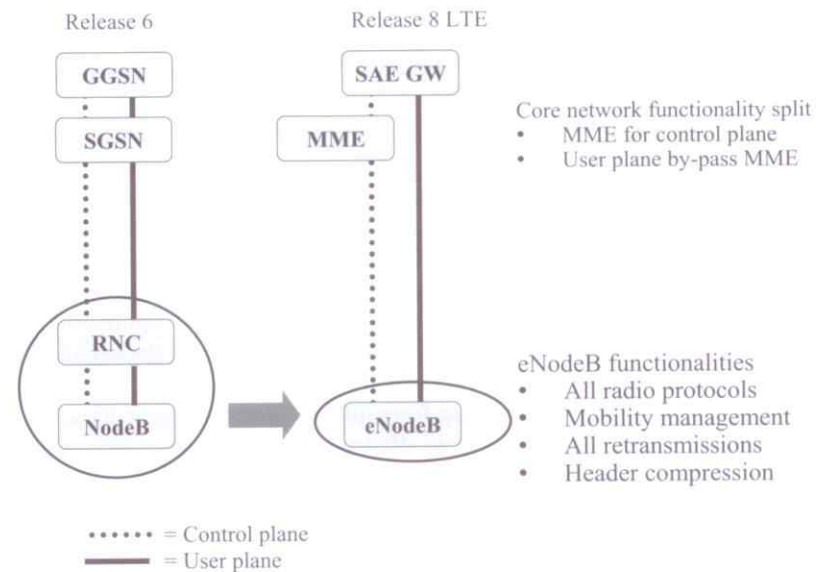 Release 6
Release 8 LTE
GGSN
SAE GW
SGSN
MME
Core network functionality split
• MME for control plane
• User plane by-pass MME
RNC
NodeB
eNodeB
eNodeB functionalities
• All radio protocols
• Mobility management
• All retransmissions
• Header compression
= Control plane
= User plane